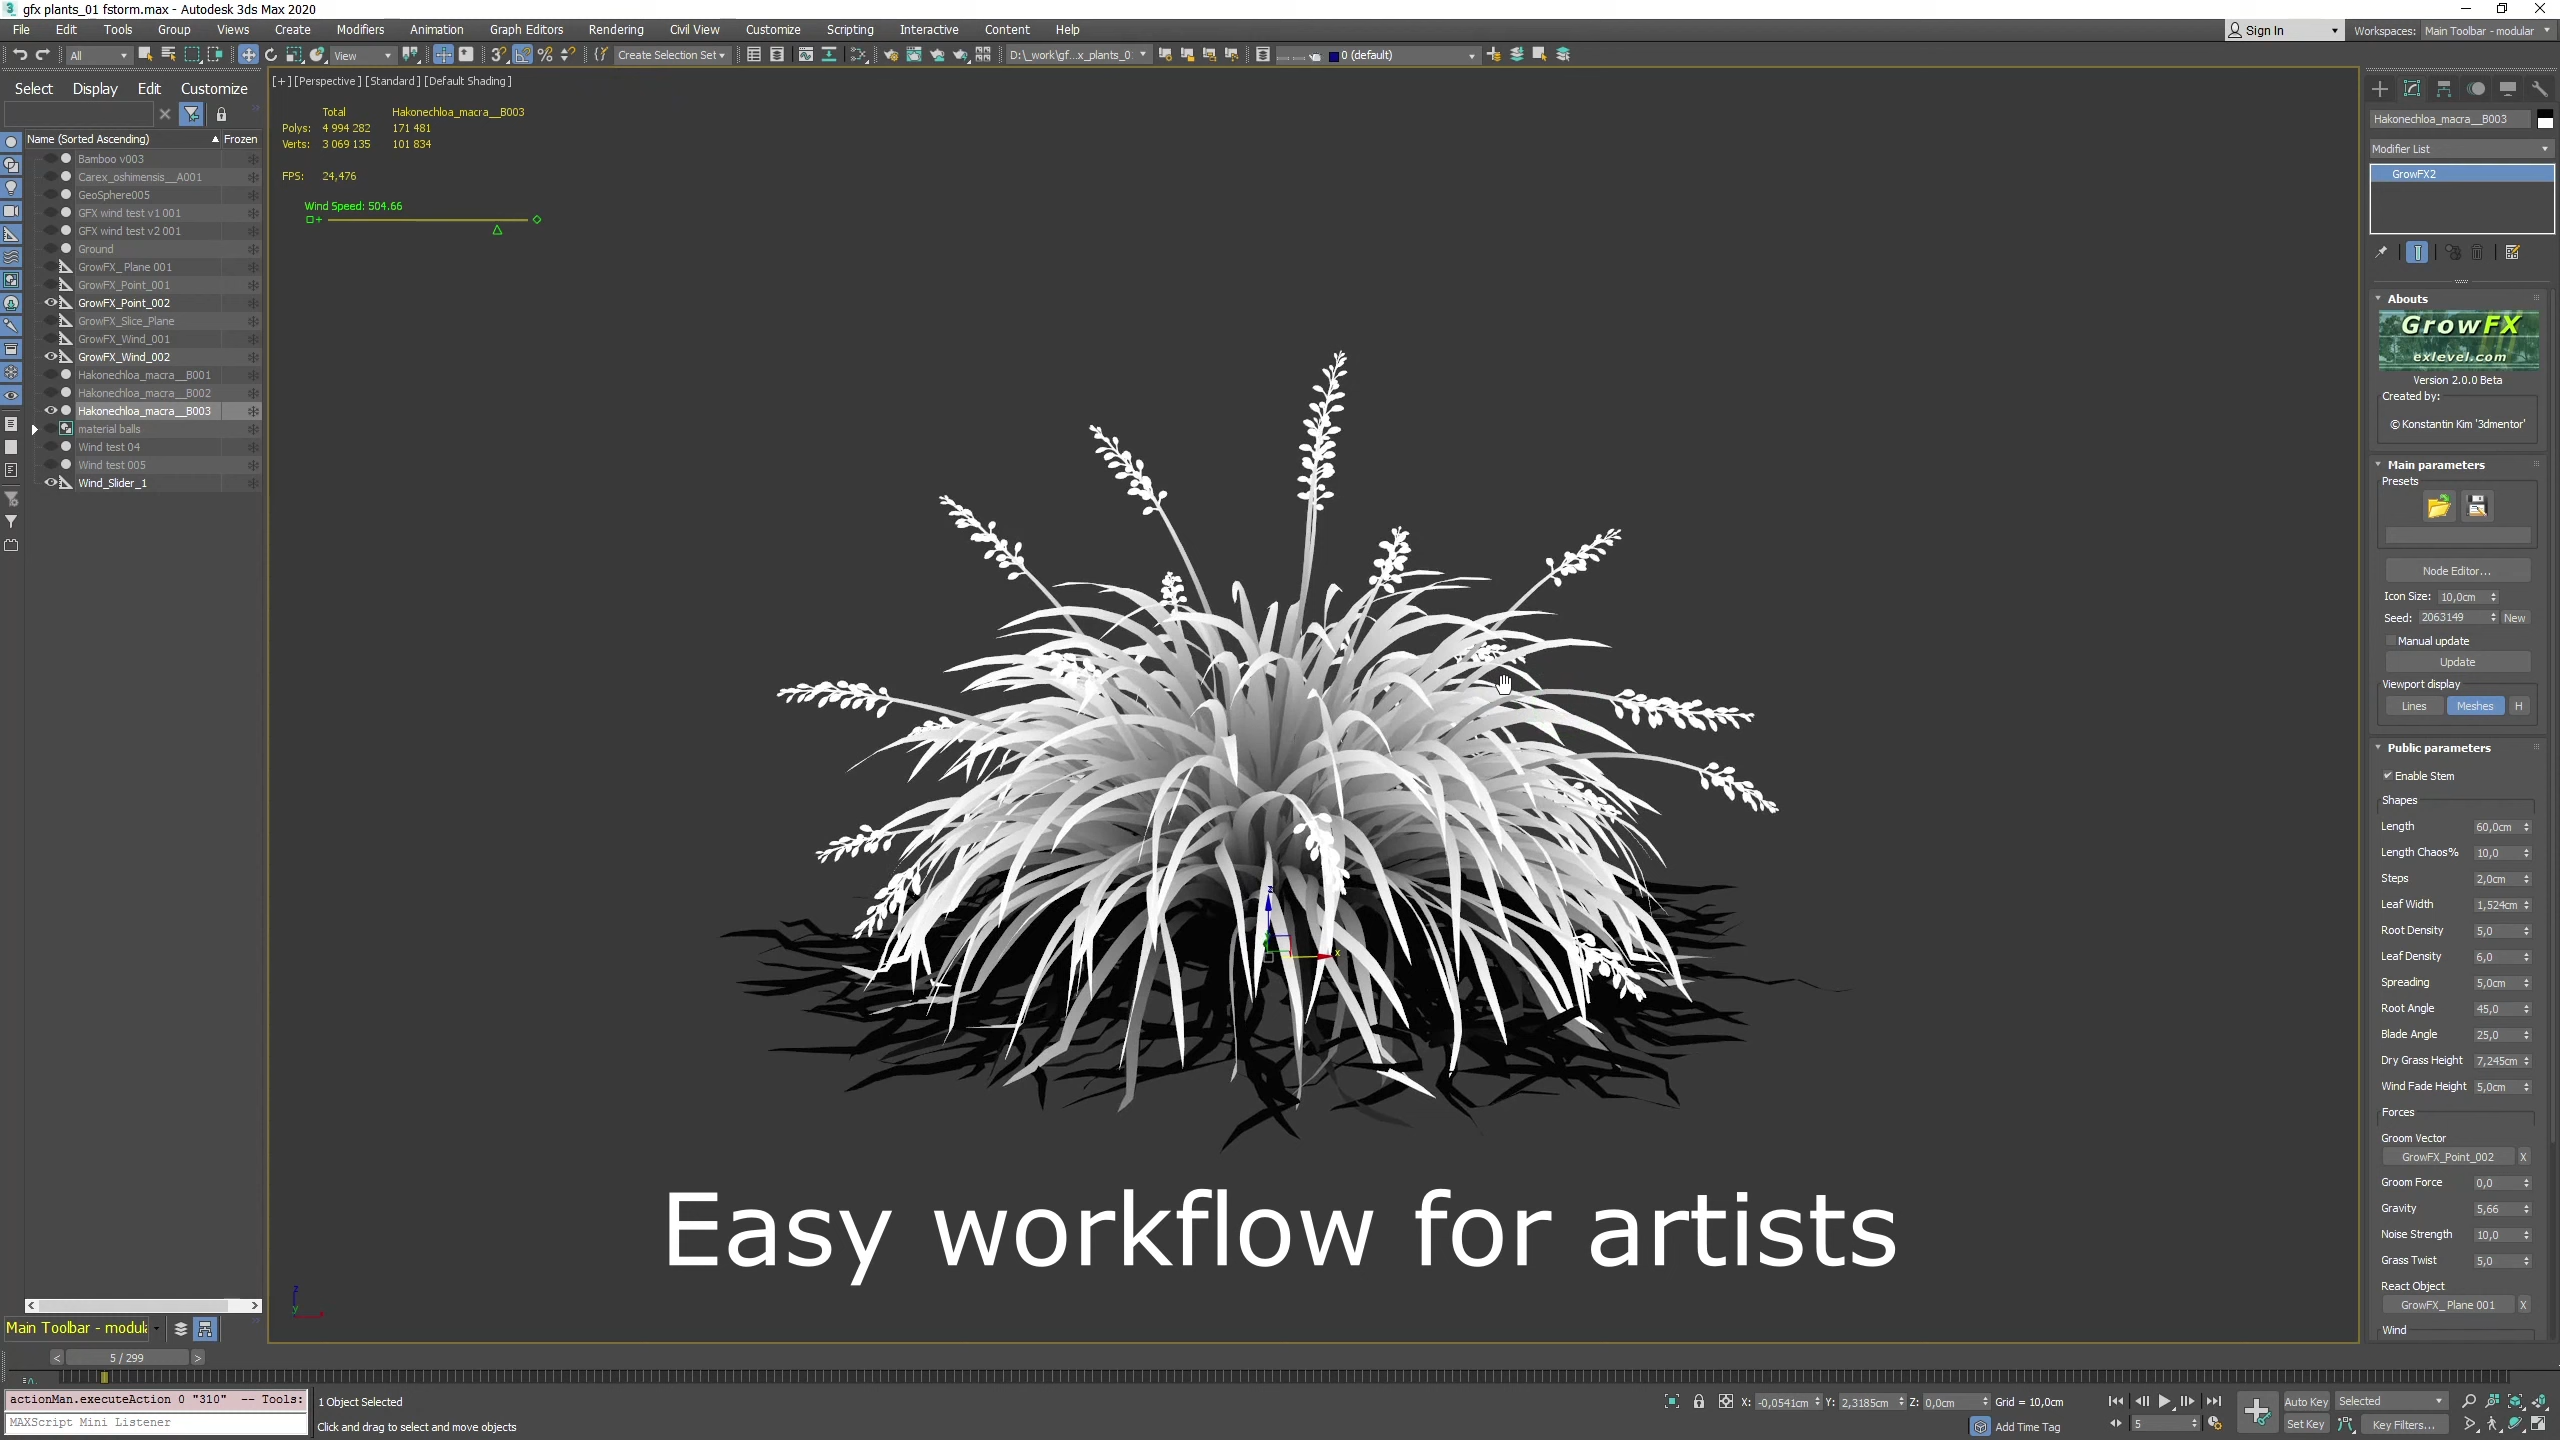 gfx plants_01 fstorm.max - Autodesk 3ds Max 2020
File Edit Tools Group Views Create Modifiers Animation Graph Editors Rendering Civil View Customize Scripting Interactive Content Help
Sign In
Workspaces: Main Toolbar - modular
All
View
Create Selection Set
D:\_work\gf...x_plants_0
0 (default)
Select Display Edit Customize
Name (Sorted Ascending) Frozen
Bamboo v003
Carex_oshimensis__A001
GeoSphere005
GFX wind test v1 001
GFX wind test v2 001
Ground
GrowFX_ Plane 001
GrowFX_Point_001
GrowFX_Point_002
GrowFX_Slice_Plane
GrowFX_Wind_001
GrowFX_Wind_002
Hakonechloa_macra__B001
Hakonechloa_macra__B002
Hakonechloa_macra__B003
material balls
Wind test 04
Wind test 005
Wind_Slider_1
[+] [Perspective ] [Standard ] [Default Shading ]
Total Hakonechloa_macra__B003
Polys: 4 994 282 171 481
Verts: 3 069 135 101 834
FPS: 24,476
Wind Speed: 504.66
z
x
Easy workflow for artists
z
y
Hakonechloa_macra__B003
Modifier List
GrowFX2
Abouts
GrowFX
exlevel.com
Version 2.0.0 Beta
Created by:
© Konstantin Kim '3dmentor'
Main parameters
Presets
Node Editor...
Icon Size: 10,0cm
Seed: 2063149 New
Manual update
Update
Viewport display
Lines Meshes H
Public parameters
Enable Stem
Shapes
Length 60,0cm
Length Chaos% 10,0
Steps 2,0cm
Leaf Width 1,524cm
Root Density 5,0
Leaf Density 6,0
Spreading 5,0cm
Root Angle 45,0
Blade Angle 25,0
Dry Grass Height 7,245cm
Wind Fade Height 5,0cm
Forces
Groom Vector
GrowFX_Point_002 X
Groom Force 0,0
Gravity 5,66
Noise Strength 10,0
Grass Twist 5,0
React Object
GrowFX_ Plane 001 X
Wind
Main Toolbar - modula
< 5 / 299 >
actionMan.executeAction 0 "310" -- Tools:
MAXScript Mini Listener
1 Object Selected
Click and drag to select and move objects
X: -0,0541cm Y: 2,3185cm Z: 0,0cm Grid = 10,0cm
Add Time Tag
5
Auto Key Selected
Set Key Key Filters...